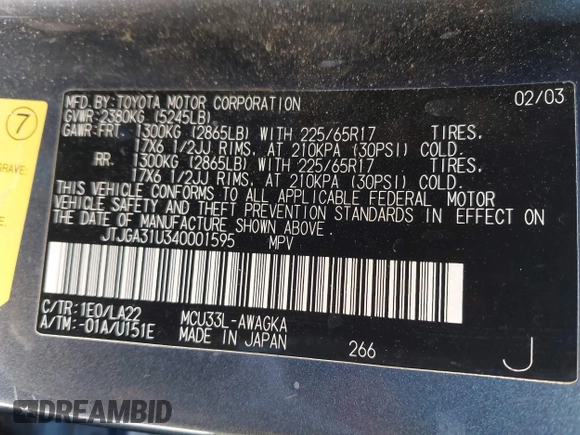 MFD.BY:TOYOTA MOTOR CORPORATION 02/03
GVWR:2380KG (5245LB)
GAWR:FRT. 1300KG (2865LB) WITH 225/65R17 TIRES,
17X6 1/2JJ RIMS, AT 210KPA (30PSI) COLD.
RR. 1300KG (2865LB) WITH 225/65R17 TIRES,
17X6 1/2JJ RIMS, AT 210KPA (30PSI) COLD.
THIS VEHICLE CONFORMS TO ALL APPLICABLE FEDERAL MOTOR
VEHICLE SAFETY AND THEFT PREVENTION STANDARDS IN EFFECT ON
THE DATE OF MANUFACTURE SHOWN ABOVE.
JTJGA31U340001595 MPV
C/TR:1E0/LA22 MCU33L-AWAGKA
A/TM:-01A/U151E MADE IN JAPAN 266 J
7
GRAVE:
DREAMBID